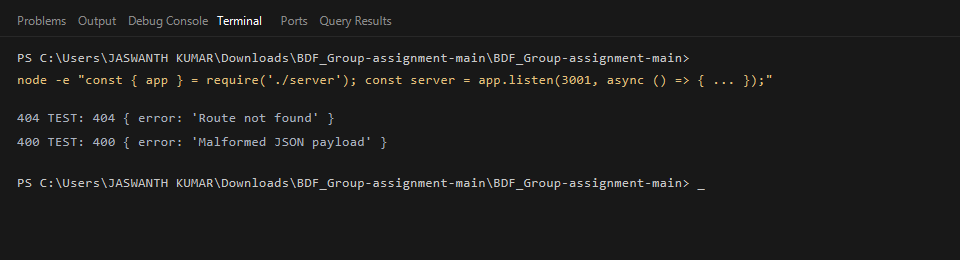 Problems Output Debug Console Terminal Ports Query Results
PS C:\Users\JASWANTH KUMAR\Downloads\BDF_Group-assignment-main\BDF_Group-assignment-main>
node -e "const { app } = require('./server'); const server = app.listen(3001, async () => { ... });"
404 TEST: 404 { error: 'Route not found' }
400 TEST: 400 { error: 'Malformed JSON payload' }
PS C:\Users\JASWANTH KUMAR\Downloads\BDF_Group-assignment-main\BDF_Group-assignment-main> _